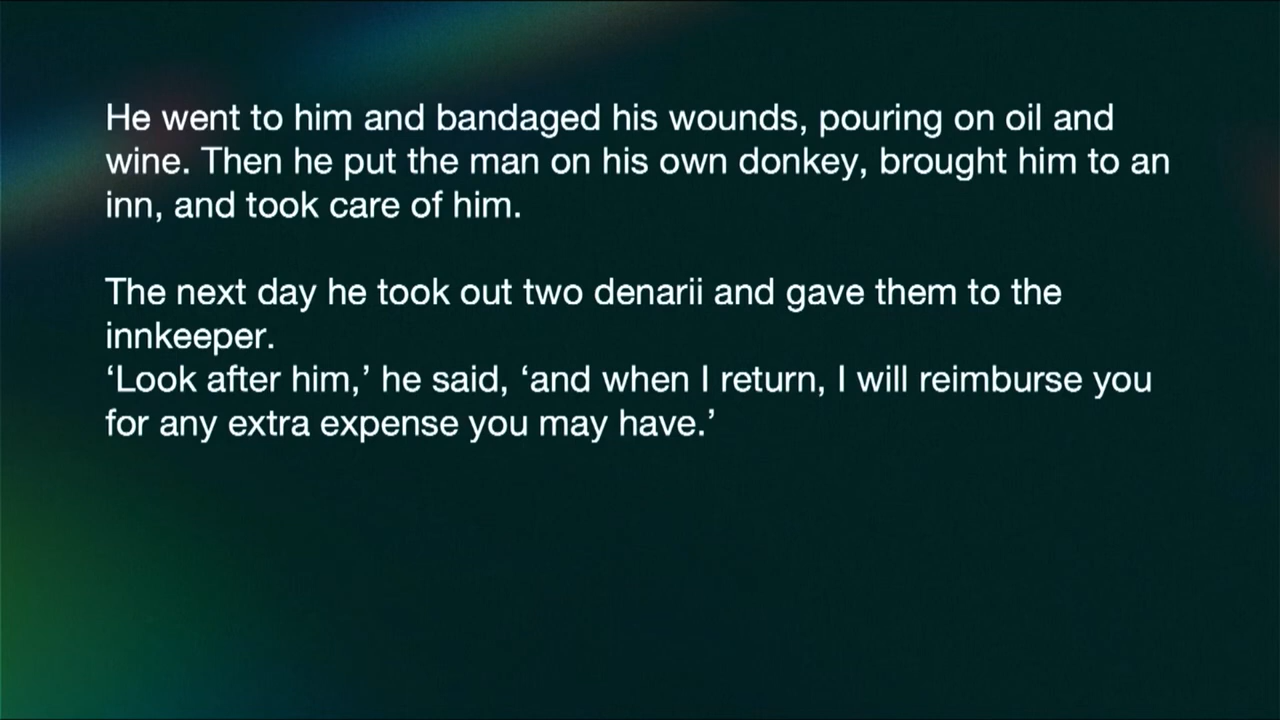 He went to him and bandaged his wounds, pouring on oil and
wine. Then he put the man on his own donkey, brought him to an
inn, and took care of him.
The next day he took out two denarii and gave them to the
innkeeper.
‘Look after him,’ he said, ‘and when I return, I will reimburse you
for any extra expense you may have.’